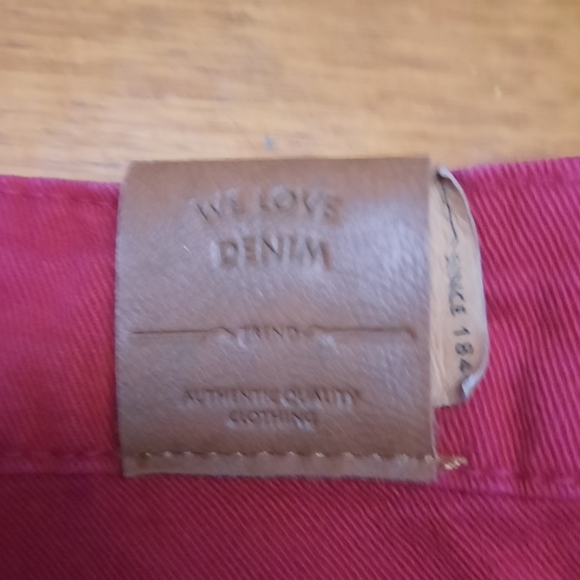 WE LOVE
DENIM
TREND
AUTHENTIC QUALITY
CLOTHING
SINCE 184